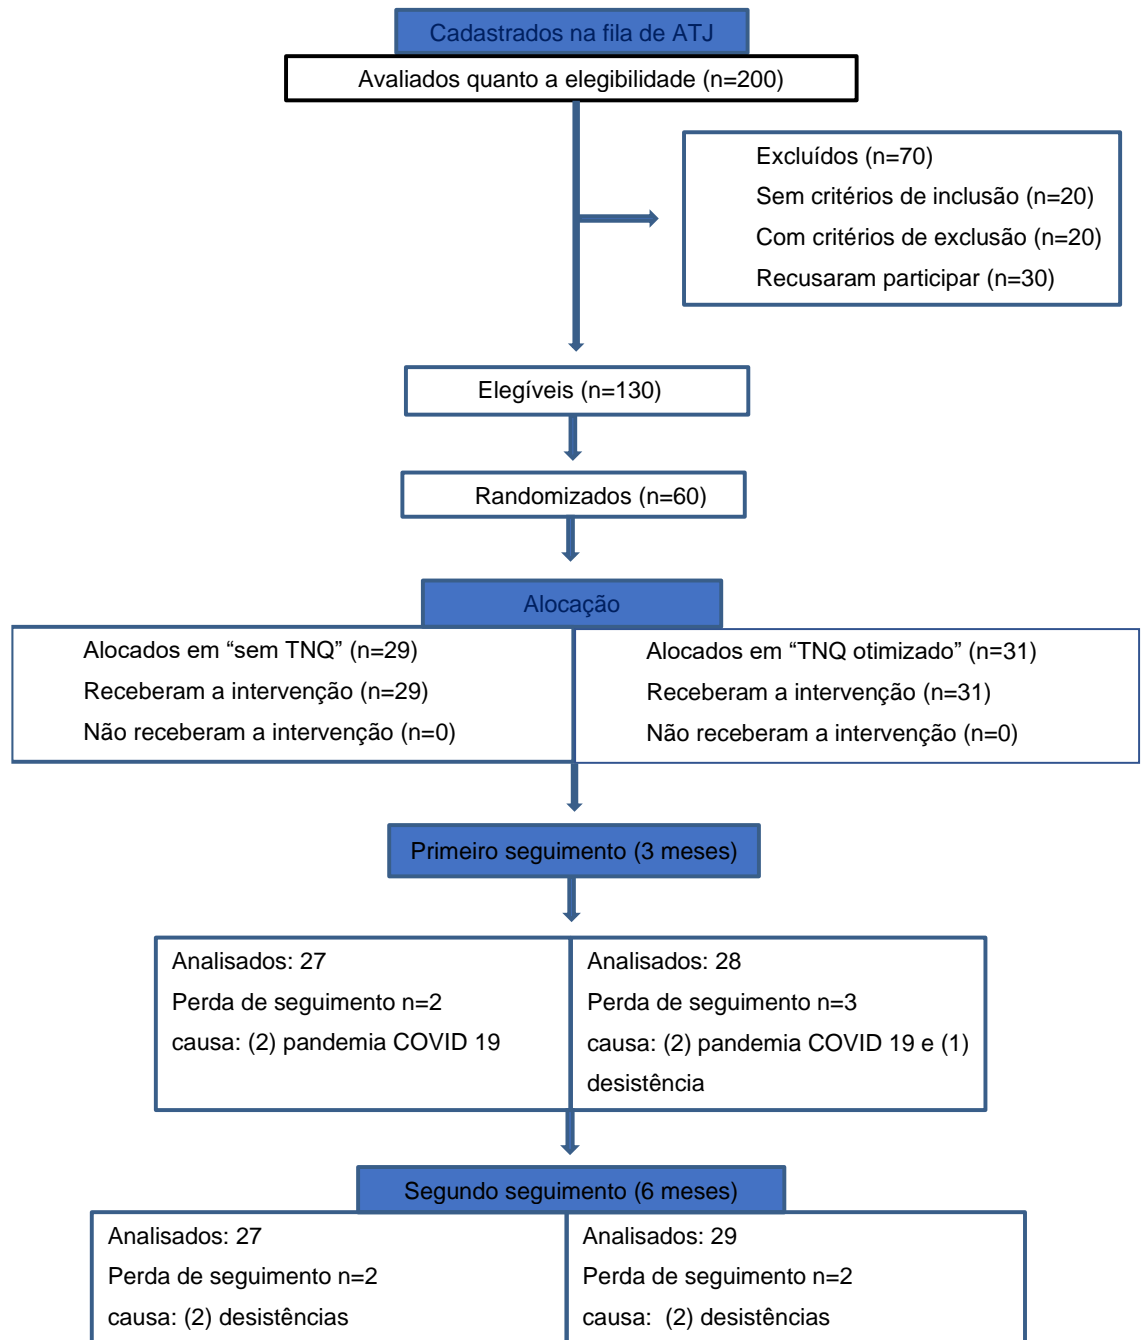 Cadastrados na fila de ATJ
Avaliados quanto a elegibilidade (n=200)
Excluídos (n=70)
Sem critérios de inclusão (n=20)
Com critérios de exclusão (n=20)
Recusaram participar (n=30)
Elegíveis (n=130)
Randomizados (n=60)
Alocação
Alocados em “sem TNQ” (n=29)
Receberam a intervenção (n=29)
Não receberam a intervenção (n=0)
Alocados em “TNQ otimizado” (n=31)
Receberam a intervenção (n=31)
Não receberam a intervenção (n=0)
Primeiro seguimento (3 meses)
Analisados: 27
Perda de seguimento n=2
causa: (2) pandemia COVID 19
Analisados: 28
Perda de seguimento n=3
causa: (2) pandemia COVID 19 e (1)
desistência
Segundo seguimento (6 meses)
Analisados: 27
Perda de seguimento n=2
causa: (2) desistências
Analisados: 29
Perda de seguimento n=2
causa: (2) desistências